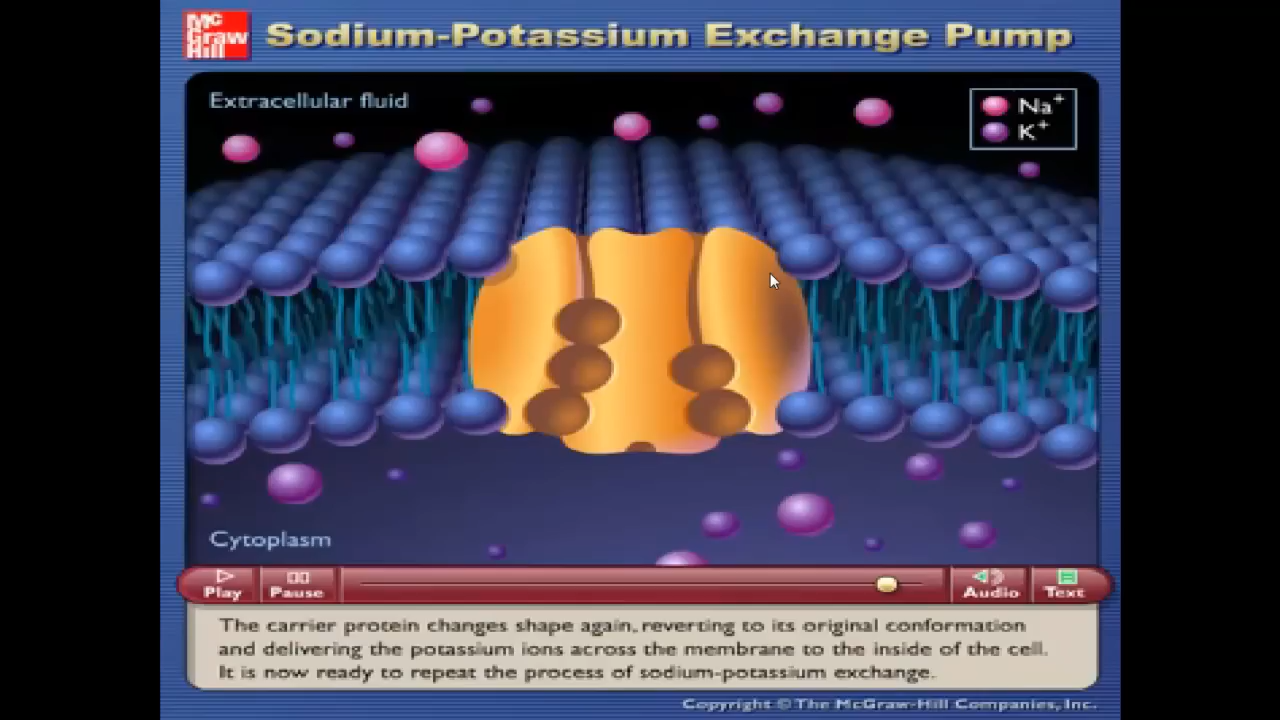 Mc
Graw
Hill
Sodium-Potassium Exchange Pump
Extracellular fluid
Na+
K+
Cytoplasm
Play
Pause
Audio
Text
The carrier protein changes shape again, reverting to its original conformation
and delivering the potassium ions across the membrane to the inside of the cell.
It is now ready to repeat the process of sodium-potassium exchange.
Copyright © The McGraw-Hill Companies, Inc.